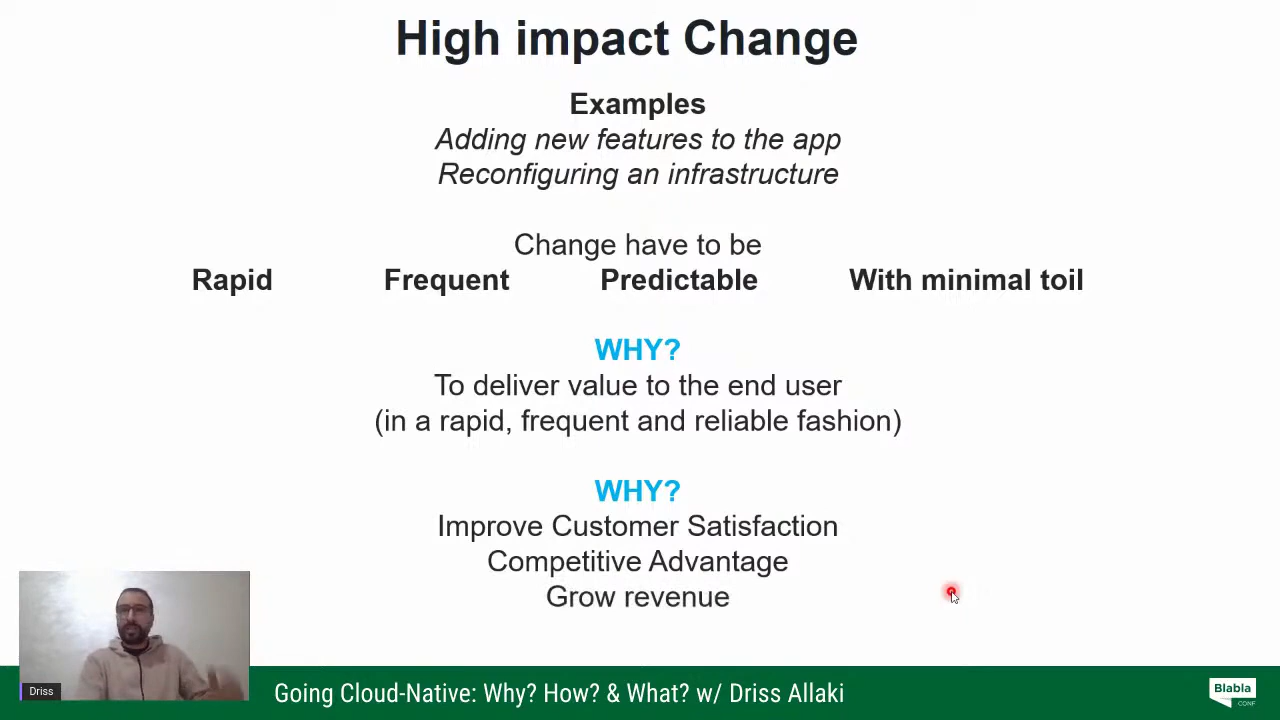 High impact Change
Examples
Adding new features to the app
Reconfiguring an infrastructure
Change have to be
Rapid Frequent Predictable With minimal toil
WHY?
To deliver value to the end user
(in a rapid, frequent and reliable fashion)
WHY?
Improve Customer Satisfaction
Competitive Advantage
Grow revenue
Driss
Going Cloud-Native: Why? How? & What? w/ Driss Allaki
Blabla
CONF